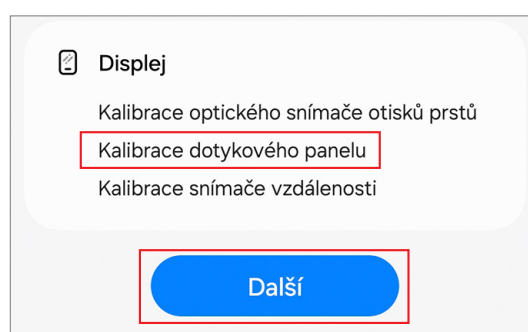 Displej
Kalibrace optického snímače otisků prstů
Kalibrace dotykového panelu
Kalibrace snímače vzdálenosti
Další